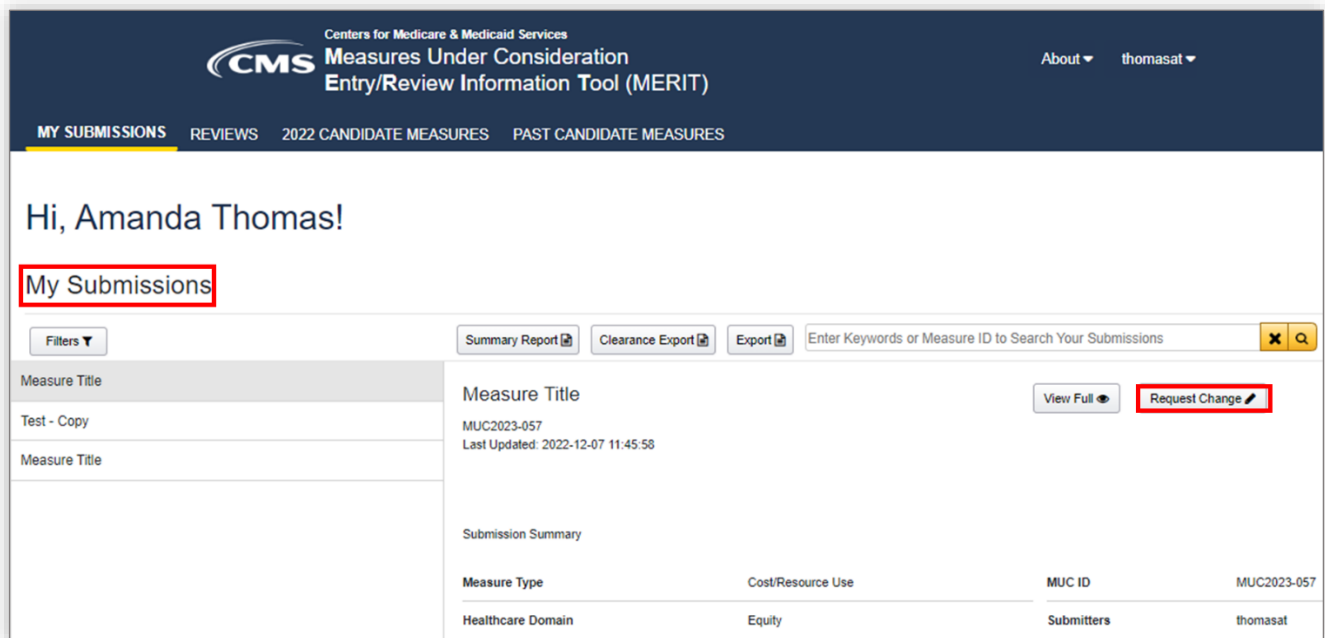 Centers for Medicare & Medicaid Services
CMS
Measures Under Consideration
Entry/Review Information Tool (MERIT)
About
thomasat
MY SUBMISSIONS
REVIEWS
2022 CANDIDATE MEASURES
PAST CANDIDATE MEASURES
Hi, Amanda Thomas!
My Submissions
Filters
Summary Report
Clearance Export
Export
Enter Keywords or Measure ID to Search Your Submissions
Measure Title
Test - Copy
Measure Title
Measure Title
View Full
Request Change
MUC2023-057
Last Updated: 2022-12-07 11:45:58
Submission Summary
Measure Type
Cost/Resource Use
MUC ID
MUC2023-057
Healthcare Domain
Equity
Submitters
thomasat